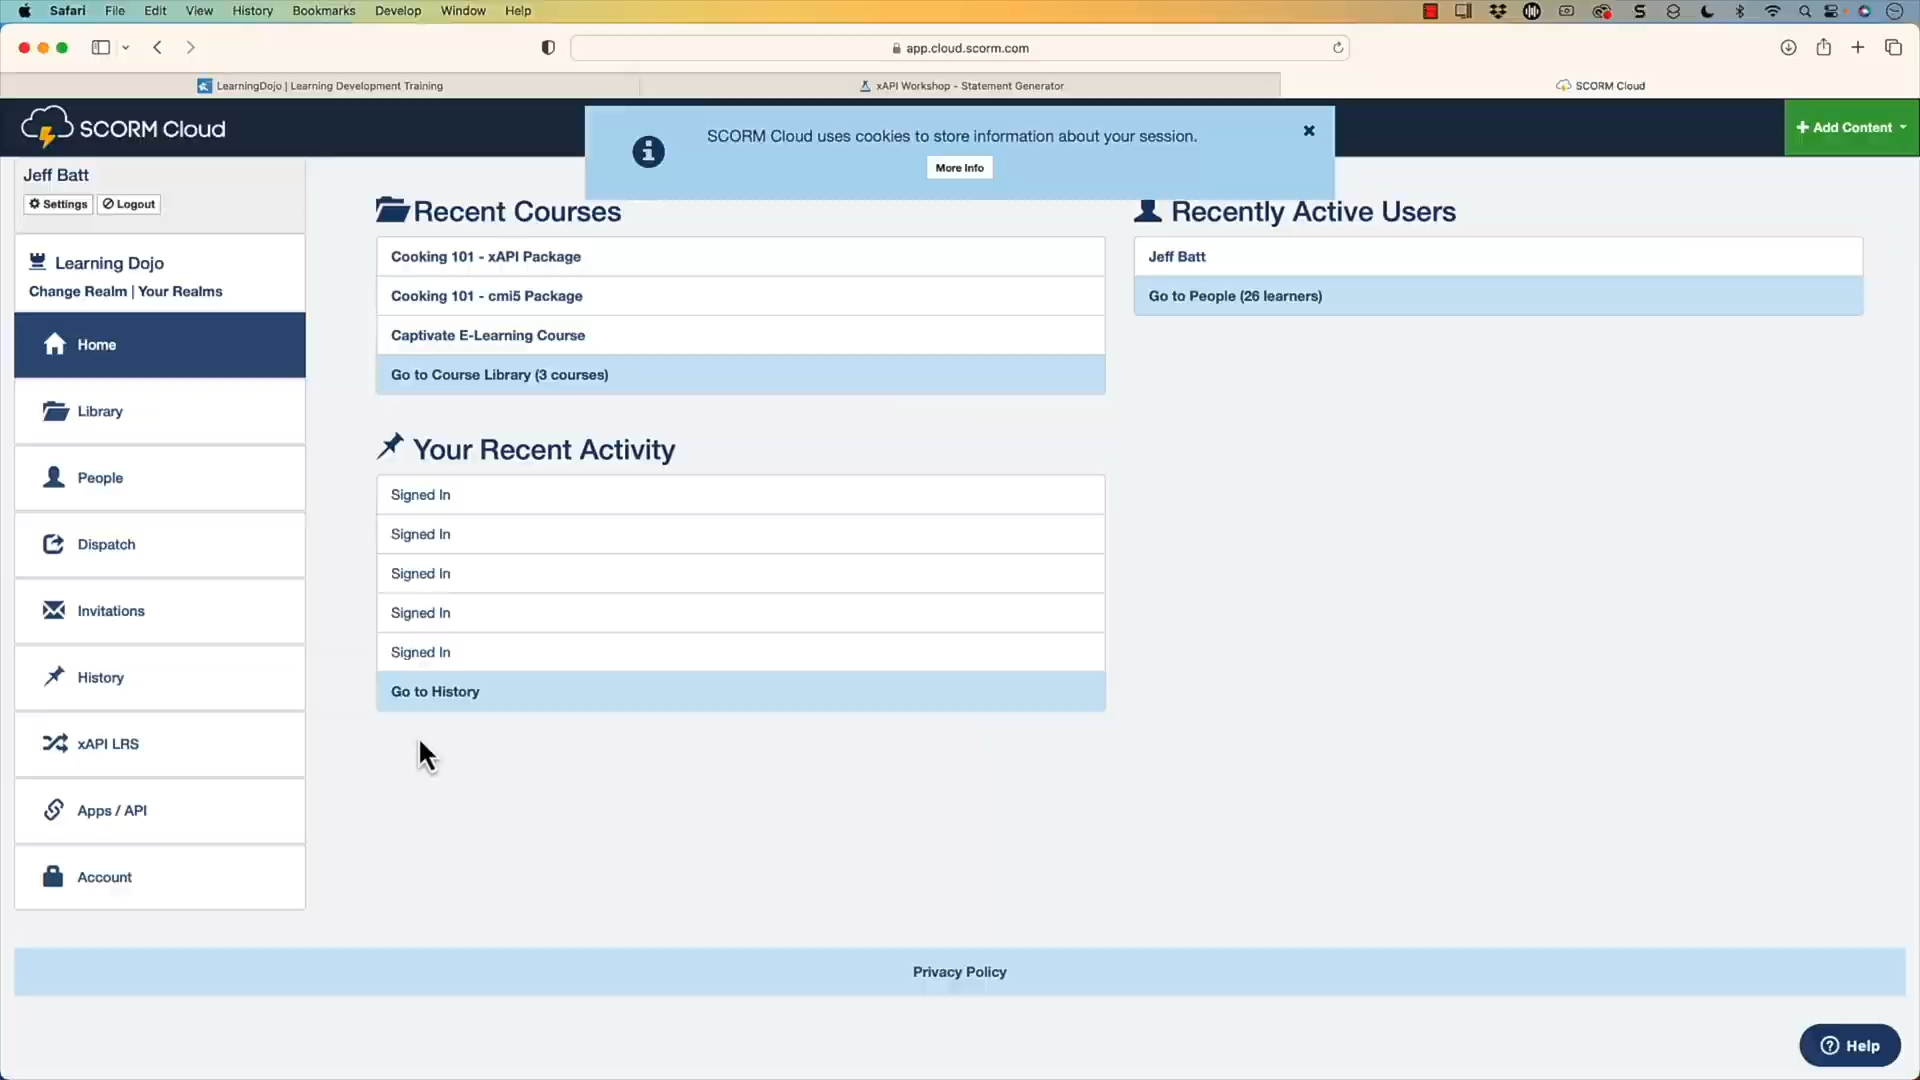 Safari File Edit View History Bookmarks Develop Window Help
app.cloud.scorm.com
LearningDojo | Learning Development Training
xAPI Workshop - Statement Generator
SCORM Cloud
SCORM Cloud
SCORM Cloud uses cookies to store information about your session.
More Info
+ Add Content
Jeff Batt
Settings
Logout
Learning Dojo
Change Realm | Your Realms
Home
Library
People
Dispatch
Invitations
History
xAPI LRS
Apps / API
Account
Recent Courses
Cooking 101 - xAPI Package
Cooking 101 - cmi5 Package
Captivate E-Learning Course
Go to Course Library (3 courses)
Your Recent Activity
Signed In
Signed In
Signed In
Signed In
Signed In
Go to History
Recently Active Users
Jeff Batt
Go to People (26 learners)
Privacy Policy
Help